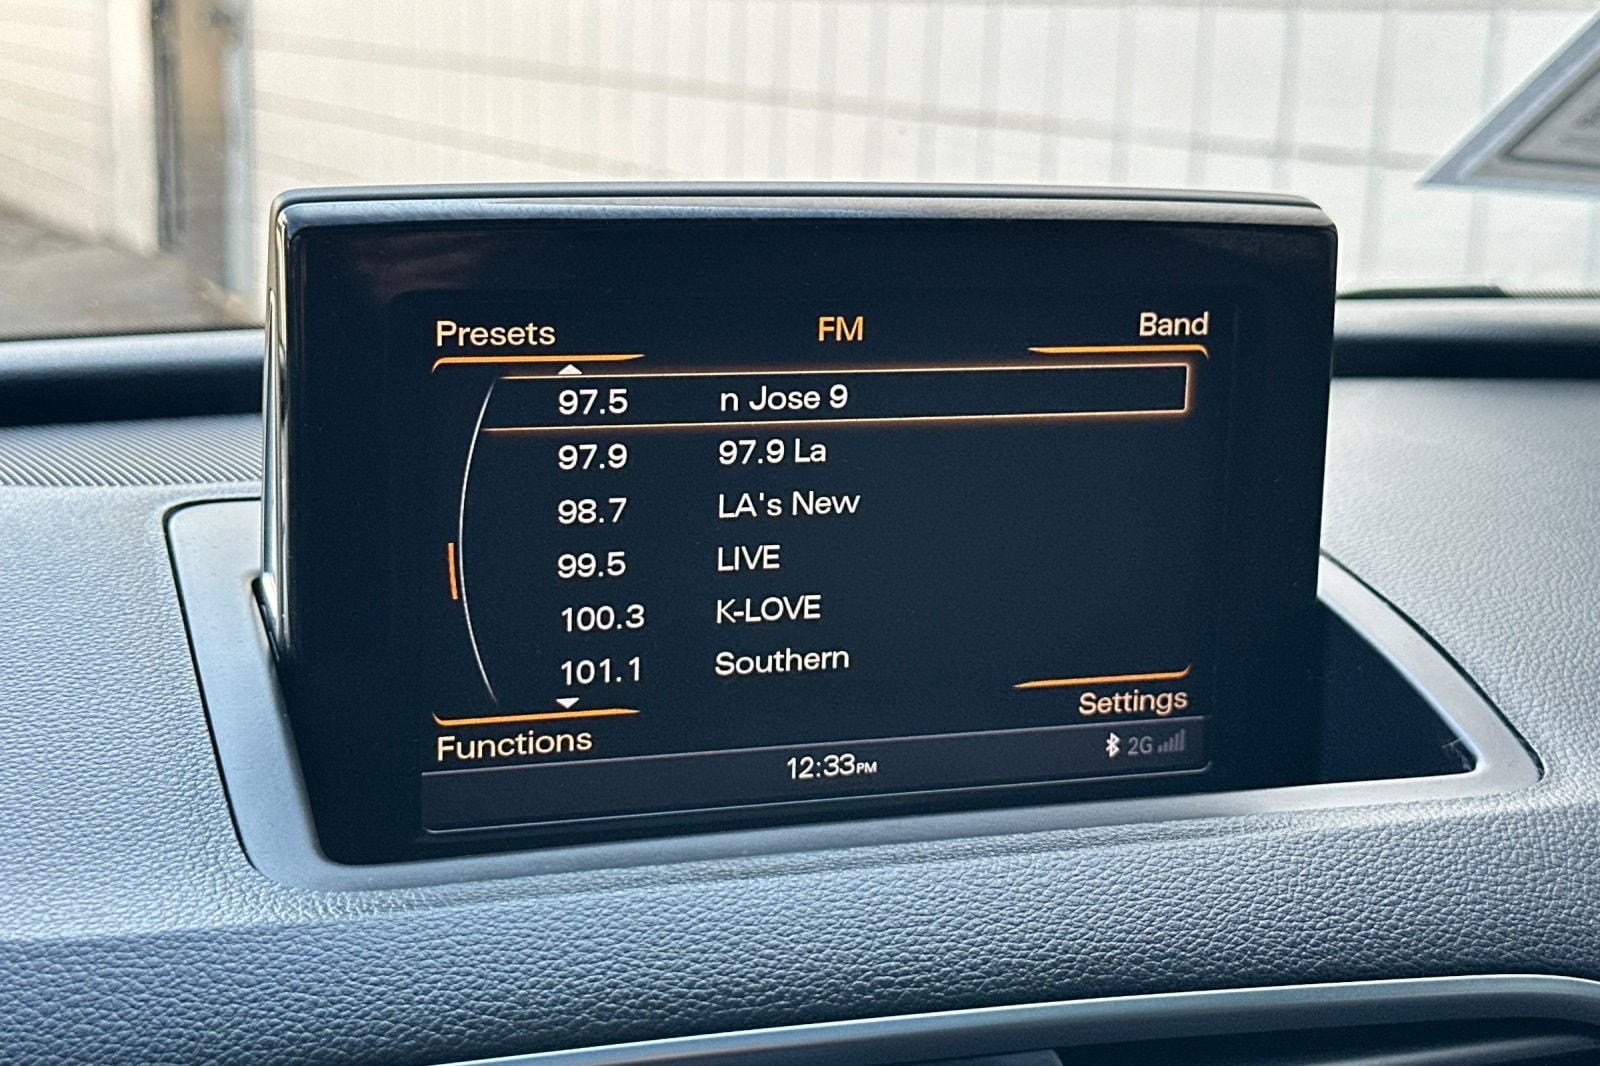 Presets FM Band
97.5 n Jose 9
97.9 97.9 La
98.7 LA's New
99.5 LIVE
100.3 K-LOVE
101.1 Southern
Settings
Functions
12:33PM 2G